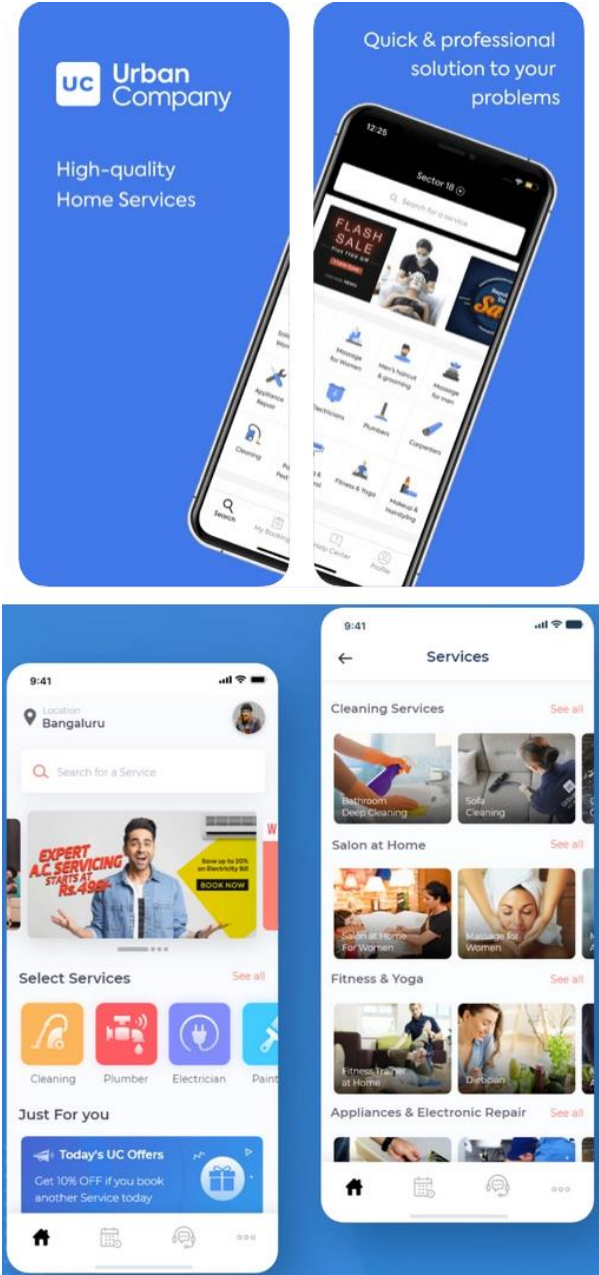 UC
Urban
Company
High-quality
Home Services
Appliance
Repair
Cleaning
Search
My Booking
Quick & professional
solution to your
problems
12:25
Sector 18
Search for a service
FLASH
SALE
Massage
for Women
Men's haircut
& grooming
Massage
for men
Electricians
Plumbers
Carpenters
Fitness & Yoga
Makeup &
Hairstyling
Help Center
Profile
9:41
Location
Bangaluru
Search for a Service
EXPERT
A.C. SERVICING
STARTS AT
Rs.499/-
Save up to 20%
on Electricity Bill
BOOK NOW
W
Select Services
See all
Cleaning
Plumber
Electrician
Paint
Just For you
Today's UC Offers
Get 10% OFF if you book
another Service today
9:41
Services
Cleaning Services
See all
Bathroom
Deep Cleaning
Sofa
Cleaning
Salon at Home
See all
Salon at Home
For Women
Massage for
Women
Fitness & Yoga
See all
Fitness Trainer
at Home
Dietician
Appliances & Electronic Repair
See all